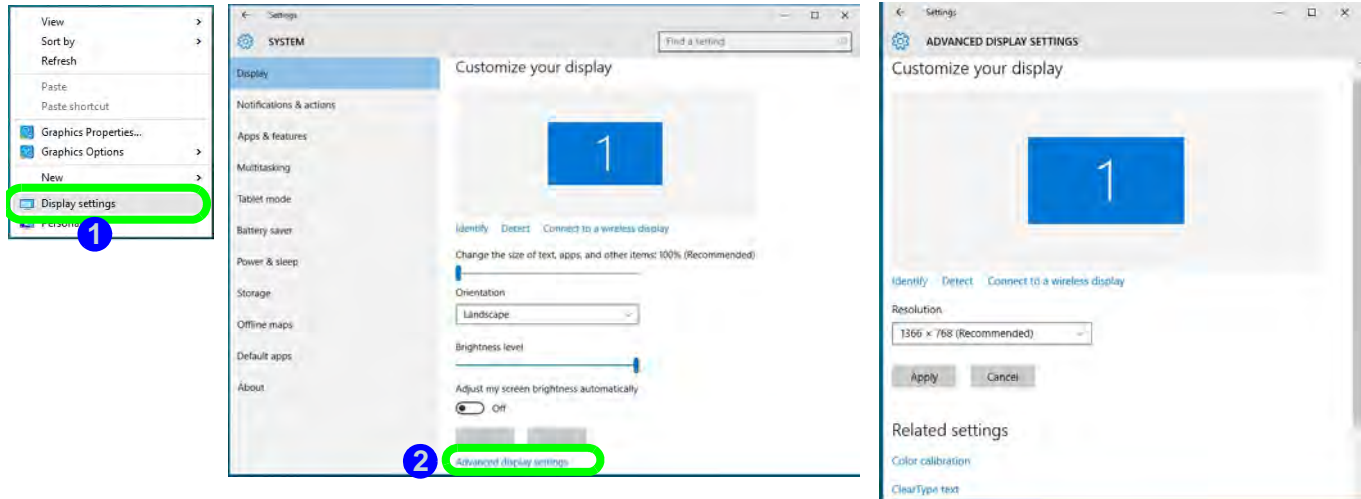 View
Sort by
Refresh
Paste
Paste shortcut
Graphics Properties...
Graphics Options
New
Display settings
1
Settings
SYSTEM
Find a setting
Display
Notifications & actions
Apps & features
Multitasking
Tablet mode
Battery saver
Power & sleep
Storage
Offline maps
Default apps
About
Customize your display
1
Identify Detect Connect to a wireless display
Change the size of text, apps, and other items: 100% (Recommended)
Orientation
Landscape
Brightness level
Adjust my screen brightness automatically
Off
2
Advanced display settings
Settings
ADVANCED DISPLAY SETTINGS
Customize your display
1
Identify Detect Connect to a wireless display
Resolution
1366 × 768 (Recommended)
Apply Cancel
Related settings
Color calibration
ClearType text